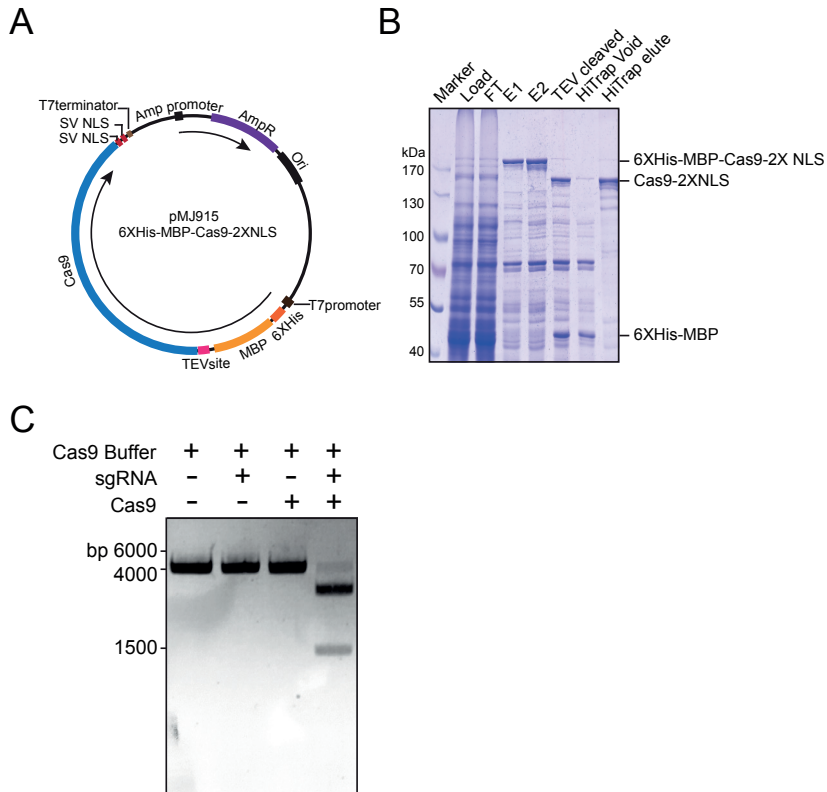 A
T7terminator
SV NLS
SV NLS
Amp promoter
AmpR
Ori
pMJ915
6XHis-MBP-Cas9-2XNLS
Cas9
T7promoter
6XHis
MBP
TEVsite
B
Marker
Load
FT
E1
E2
TEV cleaved
HiTrap Void
HiTrap elute
kDa
170
130
100
70
55
40
6XHis-MBP-Cas9-2X NLS
Cas9-2XNLS
6XHis-MBP
C
Cas9 Buffer + + + +
sgRNA - + - +
Cas9 - - + +
bp 6000
4000
1500